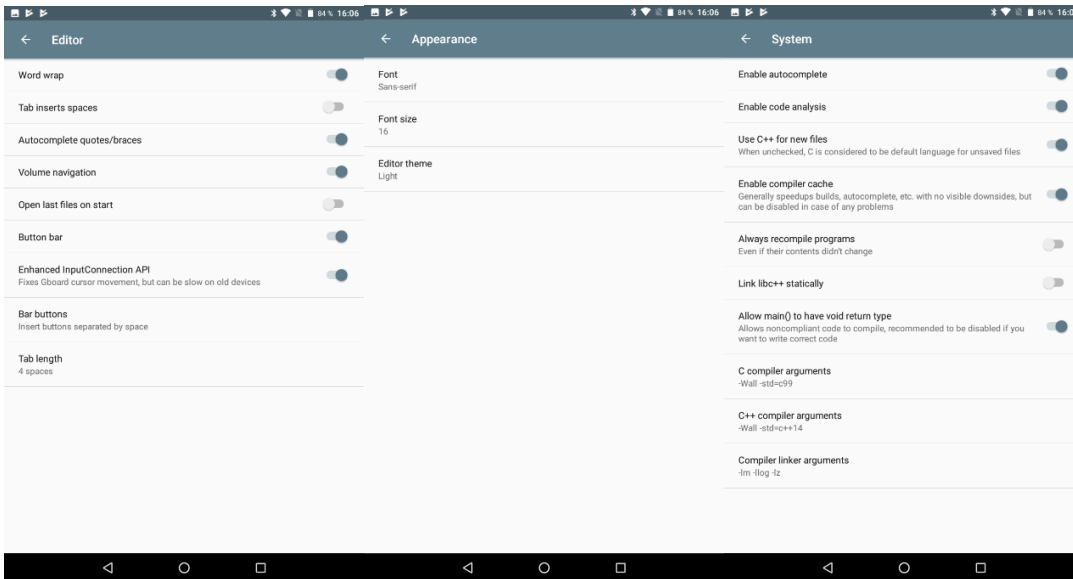 84 % 16:06
Editor
Word wrap
Tab inserts spaces
Autocomplete quotes/braces
Volume navigation
Open last files on start
Button bar
Enhanced InputConnection API
Fixes Gboard cursor movement, but can be slow on old devices
Bar buttons
Insert buttons separated by space
Tab length
4 spaces
84 % 16:06
Appearance
Font
Sans-serif
Font size
16
Editor theme
Light
84 % 16:0
System
Enable autocomplete
Enable code analysis
Use C++ for new files
When unchecked, C is considered to be default language for unsaved files
Enable compiler cache
Generally speedups builds, autocomplete, etc. with no visible downsides, but
can be disabled in case of any problems
Always recompile programs
Even if their contents didn't change
Link libc++ statically
Allow main() to have void return type
Allows noncompliant code to compile, recommended to be disabled if you
want to write correct code
C compiler arguments
-Wall -std=c99
C++ compiler arguments
-Wall -std=c++14
Compiler linker arguments
-lm -llog -lz